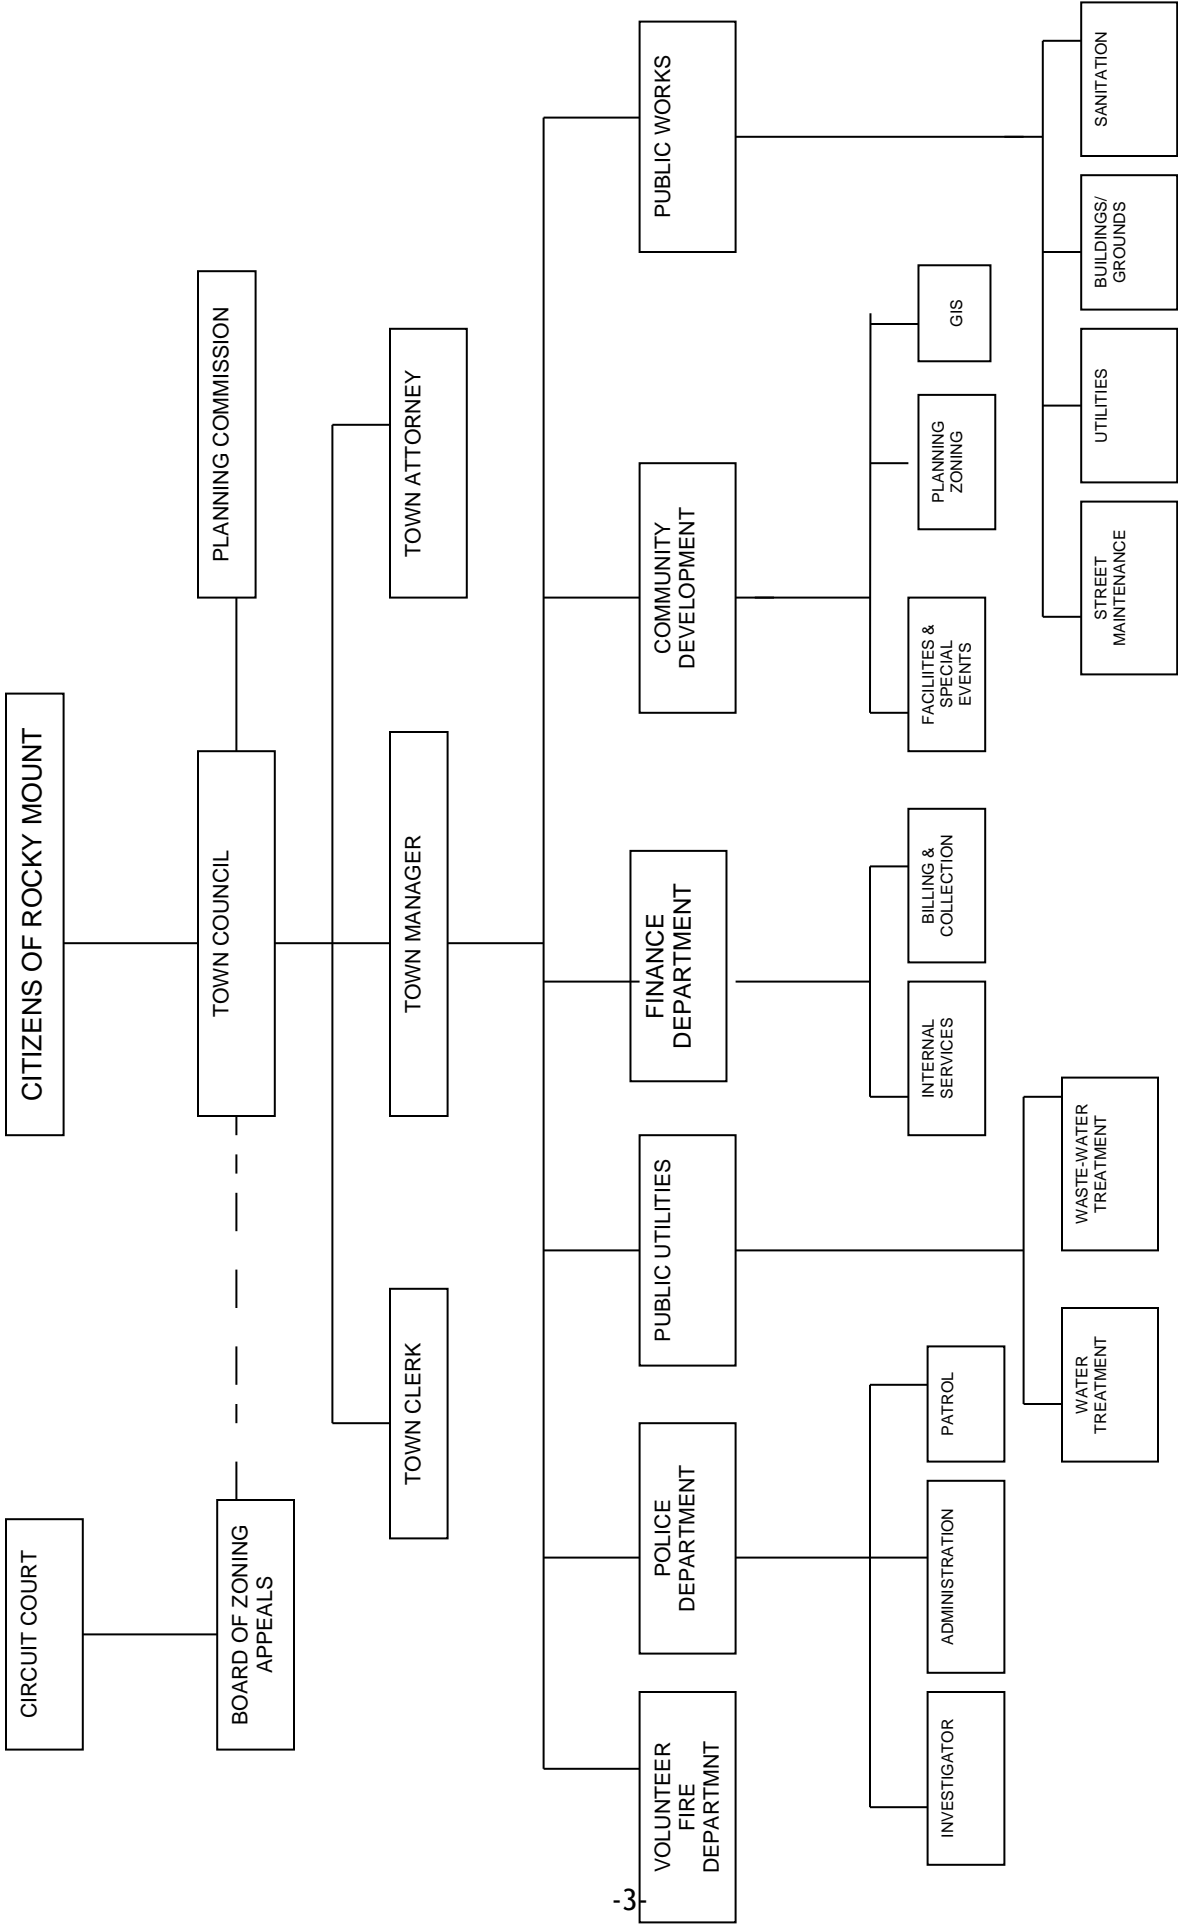 CIRCUIT COURT
CITIZENS OF ROCKY MOUNT
BOARD OF ZONING
APPEALS
TOWN COUNCIL
PLANNING COMMISSION
TOWN CLERK
TOWN MANAGER
TOWN ATTORNEY
VOLUNTEER
FIRE
DEPARTMNT
POLICE
DEPARTMENT
PUBLIC UTILITIES
FINANCE
DEPARTMENT
COMMUNITY
DEVELOPMENT
PUBLIC WORKS
INVESTIGATOR
ADMINISTRATION
PATROL
INTERNAL
SERVICES
BILLING &
COLLECTION
FACILIITES &
SPECIAL
EVENTS
PLANNING
ZONING
GIS
WATER
TREATMENT
WASTE-WATER
TREATMENT
STREET
MAINTENANCE
UTILITIES
BUILDINGS/
GROUNDS
SANITATION
-3-